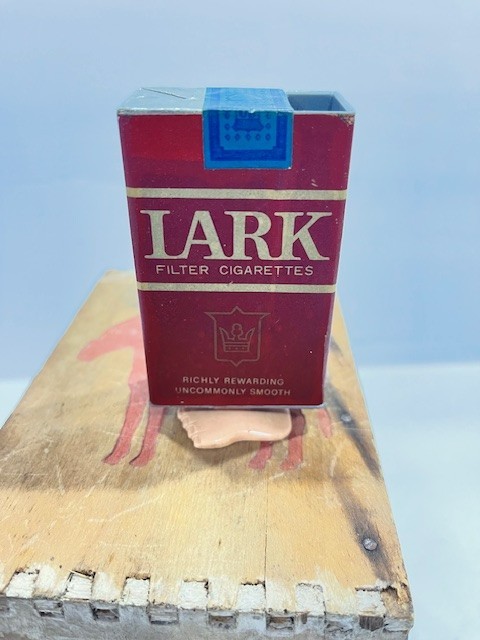 LARK
FILTER CIGARETTES
RICHLY REWARDING
UNCOMMONLY SMOOTH